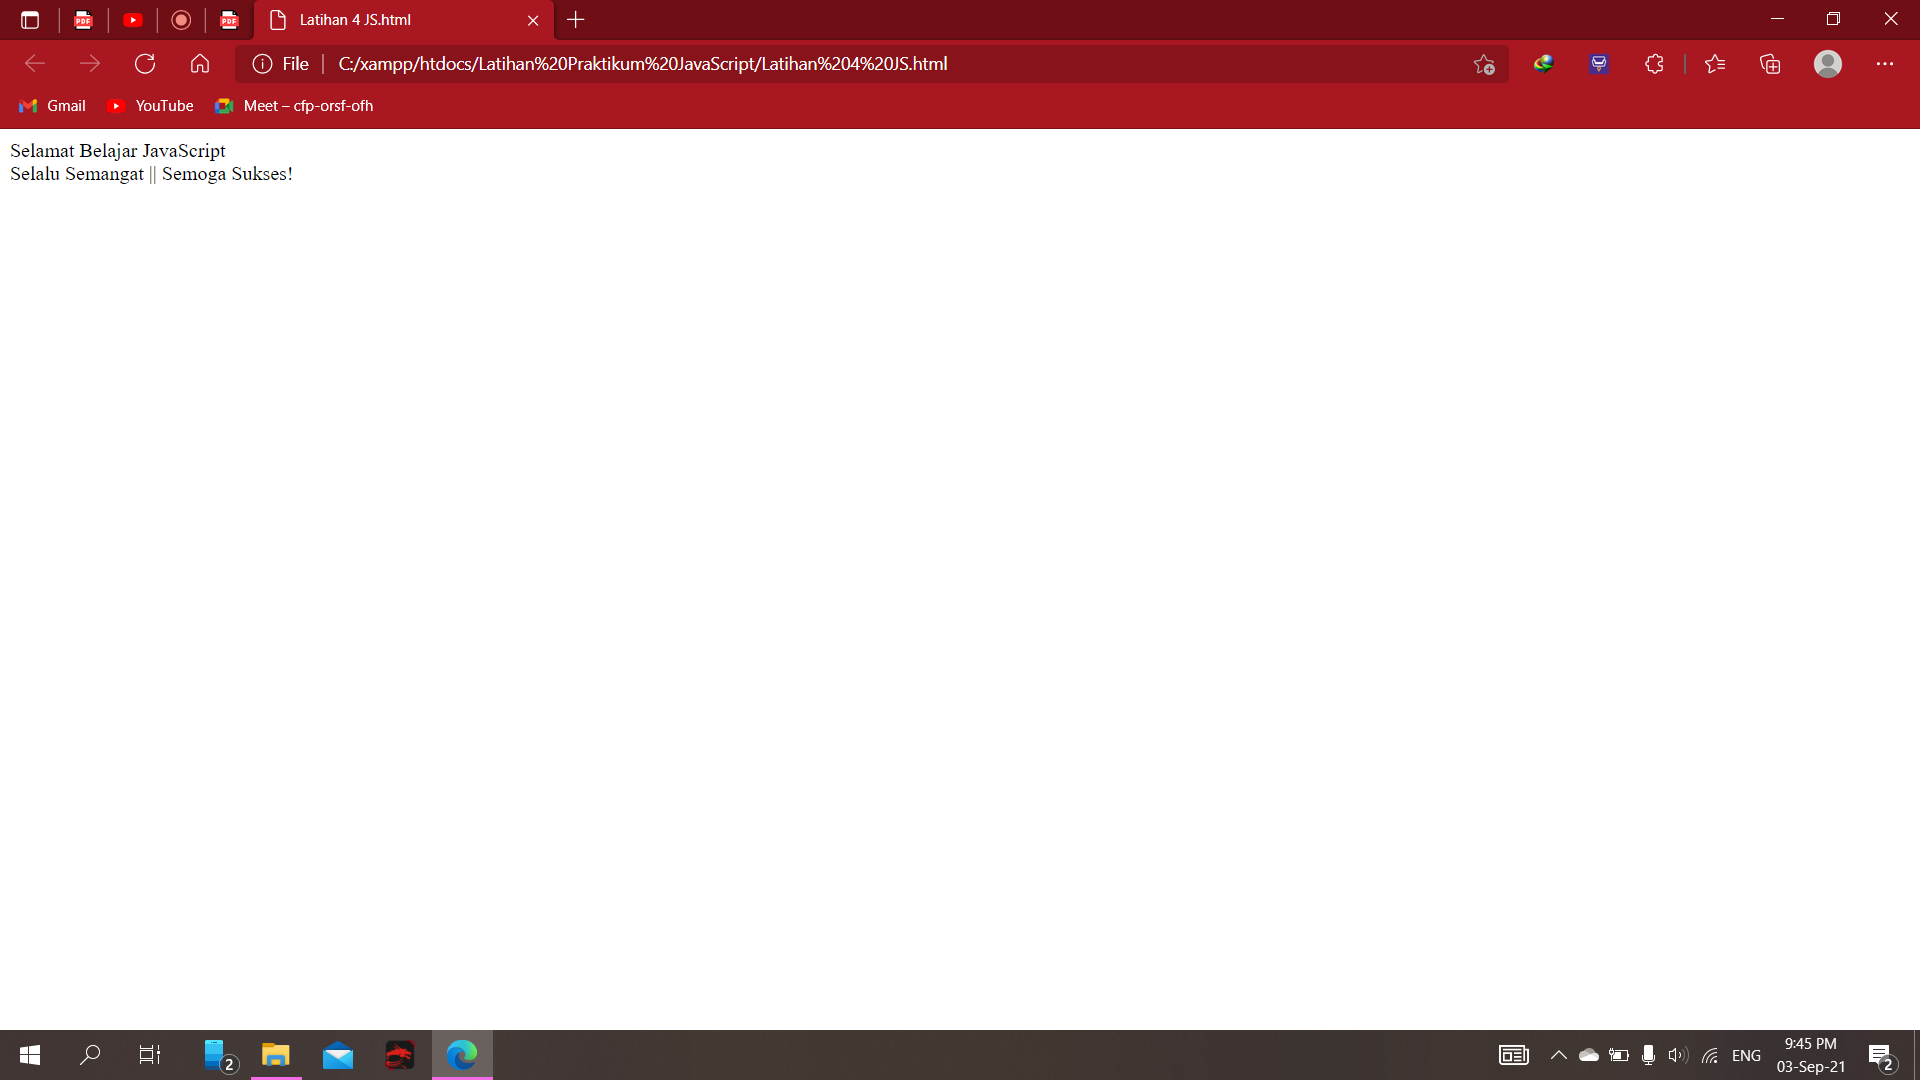 Latihan 4 JS.html
File
C:/xampp/htdocs/Latihan%20Praktikum%20JavaScript/Latihan%204%20JS.html
Gmail
YouTube
Meet – cfp-orsf-ofh
Selamat Belajar JavaScript
Selalu Semangat || Semoga Sukses!
2
ENG
9:45 PM
03-Sep-21
2